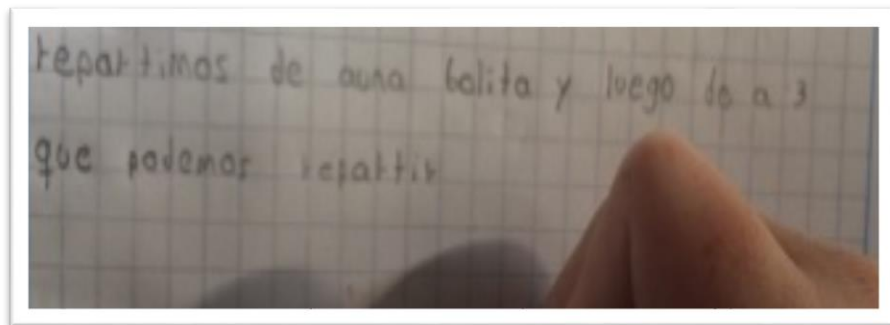 repartimos de auna bolita y luego de a 3
que podemos repartir